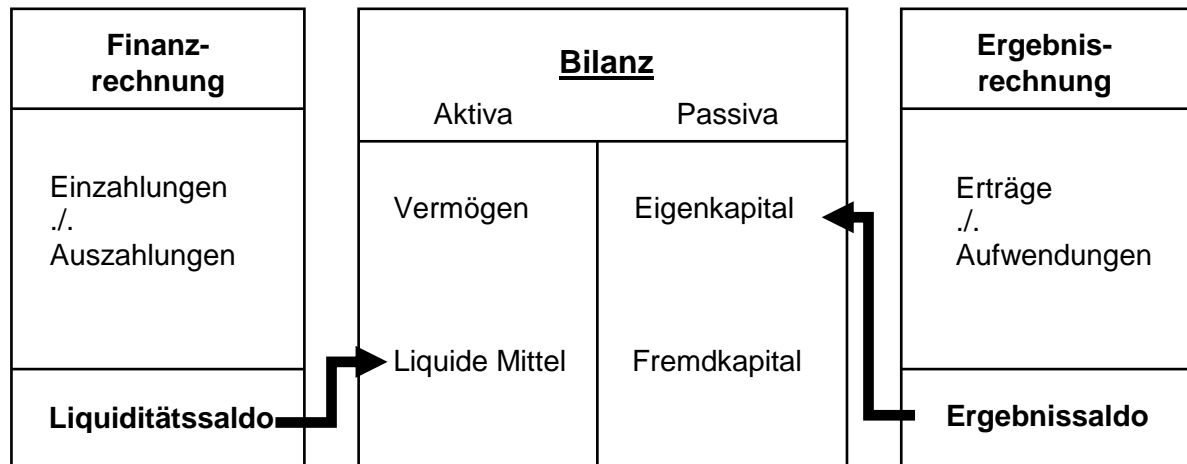 Finanz-
rechnung
Einzahlungen
./.
Auszahlungen
Liquiditätssaldo
Bilanz
Aktiva
Passiva
Vermögen
Eigenkapital
Liquide Mittel
Fremdkapital
Ergebnis-
rechnung
Erträge
./.
Aufwendungen
Ergebnissaldo